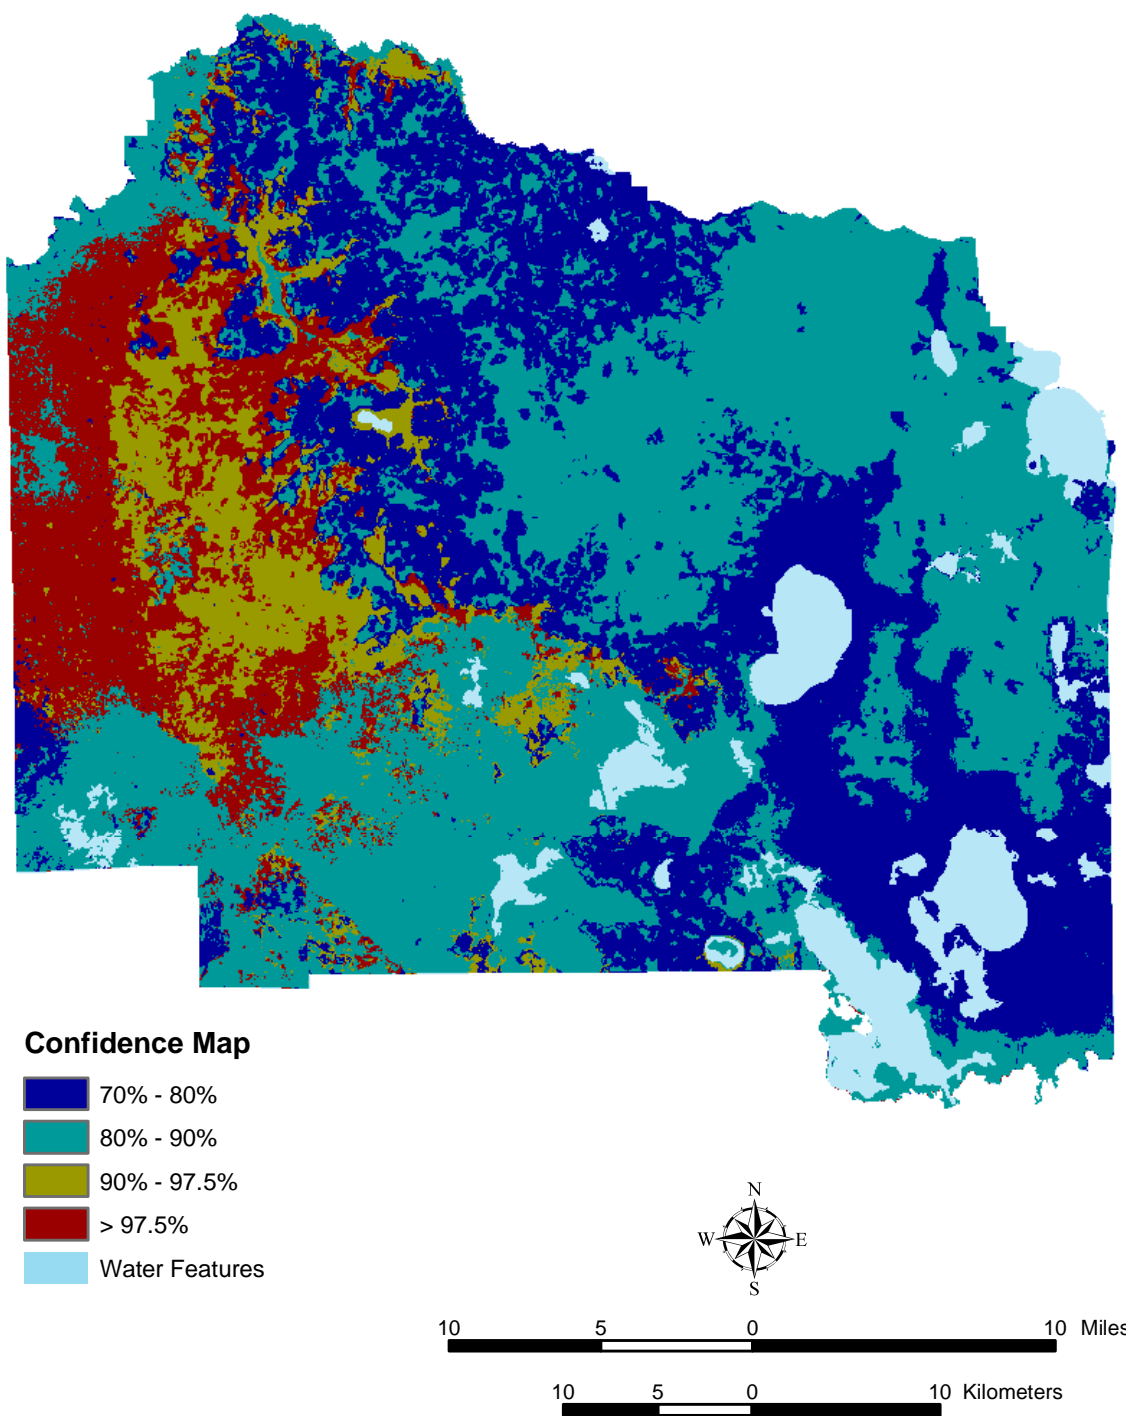 Confidence Map
70% - 80%
80% - 90%
90% - 97.5%
> 97.5%
Water Features
N
W E
S
10 5 0 10 Miles
10 5 0 10 Kilometers